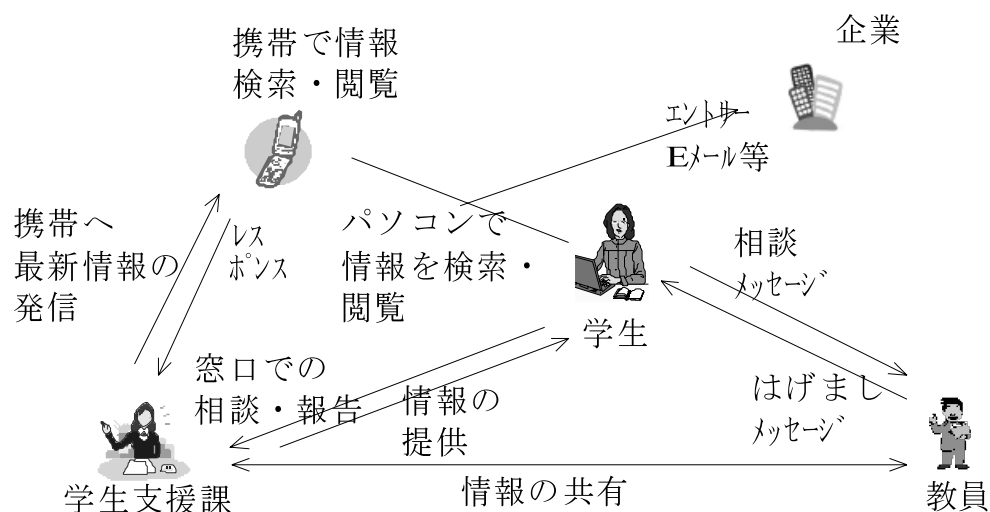 企業
携帯で情報
検索・閲覧
エントリー
Eメール等
携帯へ
最新情報の
発信
レス
ポンス
パソコンで
情報を検索・
閲覧
相談
メッセージ
学生
窓口での
相談・報告
情報の
提供
はげまし
メッセージ
学生支援課
情報の共有
教員